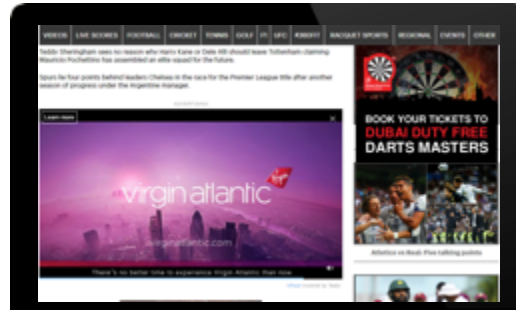 VIDEOS LIVE SCORES FOOTBALL CRICKET TENNIS GOLF F1 UFC #360FIT RACQUET SPORTS REGIONAL EVENTS OTHER
Teddy Sheringham sees no reason why Harry Kane or Dele Alli should leave Tottenham claiming
Mauricio Pochettino has assembled an elite squad for the future.
Spurs lie four points behind leaders Chelsea in the race for the Premier League title after another
season of progress under the Argentine manager.
Learn more
virgin atlantic
virginatlantic.com
There's no better time to experience Virgin Atlantic than now
BOOK YOUR TICKETS TO
DUBAI DUTY FREE
DARTS MASTERS
Atletico vs Real: Five talking points